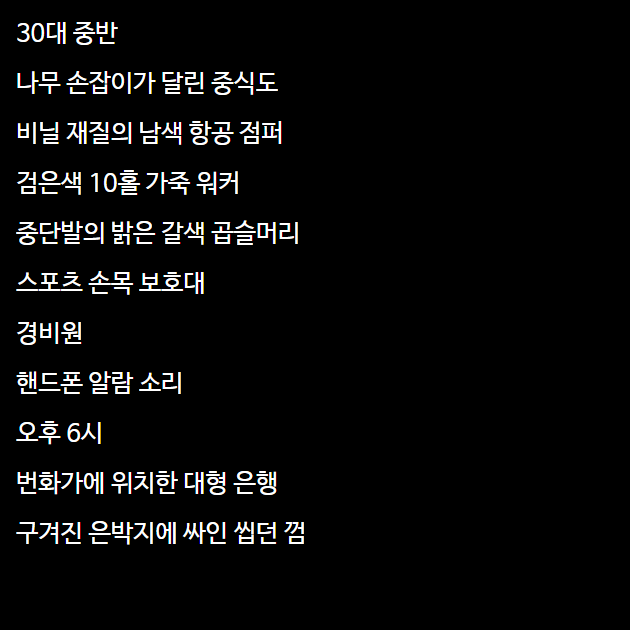 30대 중반
나무 손잡이가 달린 중식도
비닐 재질의 남색 항공 점퍼
검은색 10홀 가죽 워커
중단발의 밝은 갈색 곱슬머리
스포츠 손목 보호대
경비원
핸드폰 알람 소리
오후 6시
번화가에 위치한 대형 은행
구겨진 은박지에 싸인 씹던 껌